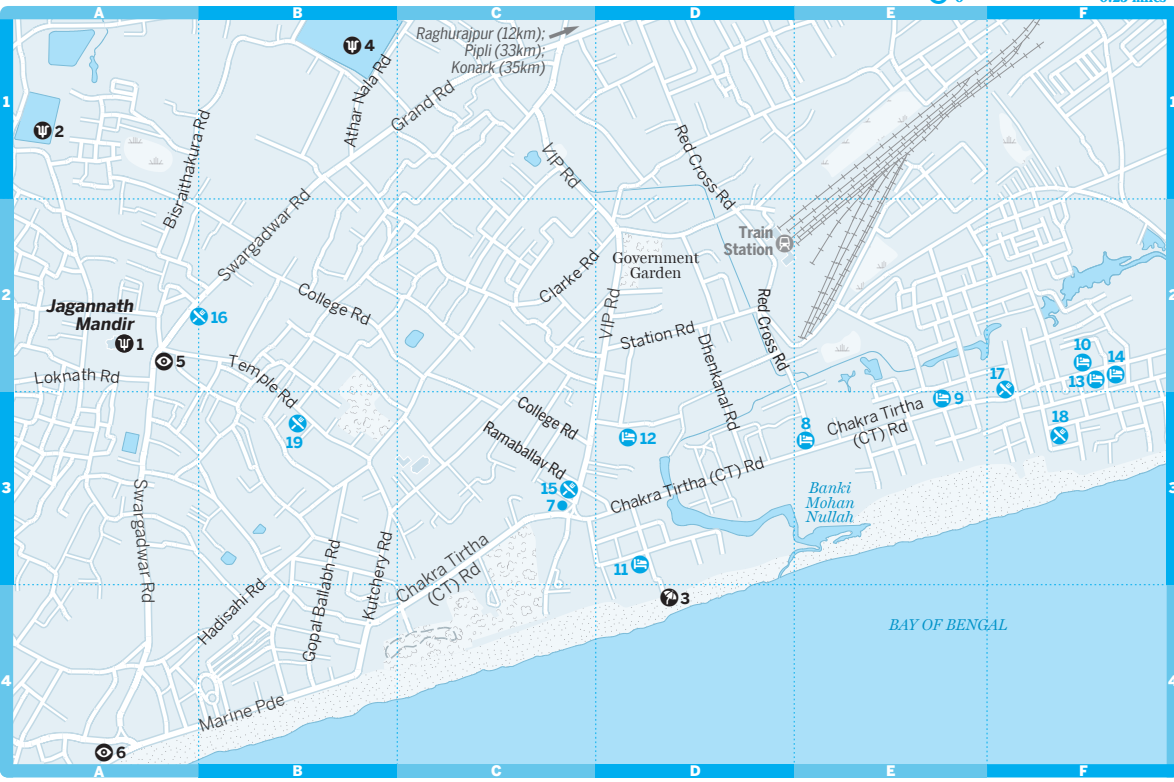 A B C D E F
Raghurajpur (12km);
Pipli (33km);
Konark (35km)
4
Athar Nala Rd
Grand Rd
1
1
2
Bisraithakura Rd
VIP Rd
Red Cross Rd
Train
Station
Swargadwar Rd
Clarke Rd
Government
Garden
College Rd
VIP Rd
Station Rd
Red Cross Rd
Dhenkanal Rd
2
2
Jagannath
Mandir
1
16
5
Loknath Rd
Temple Rd
19
10
14
13
17
9
18
8
Chakra Tirtha
(CT) Rd
College Rd
Ramaballav Rd
12
15
7
Chakra Tirtha (CT) Rd
Banki
Mohan
Nullah
3
3
Swargadwar Rd
Chakra Tirtha
(CT) Rd
11
3
Hadisahi Rd
Gopal Ballabh Rd
Kutchery Rd
BAY OF BENGAL
4
4
Marine Pde
6
A B C D E F